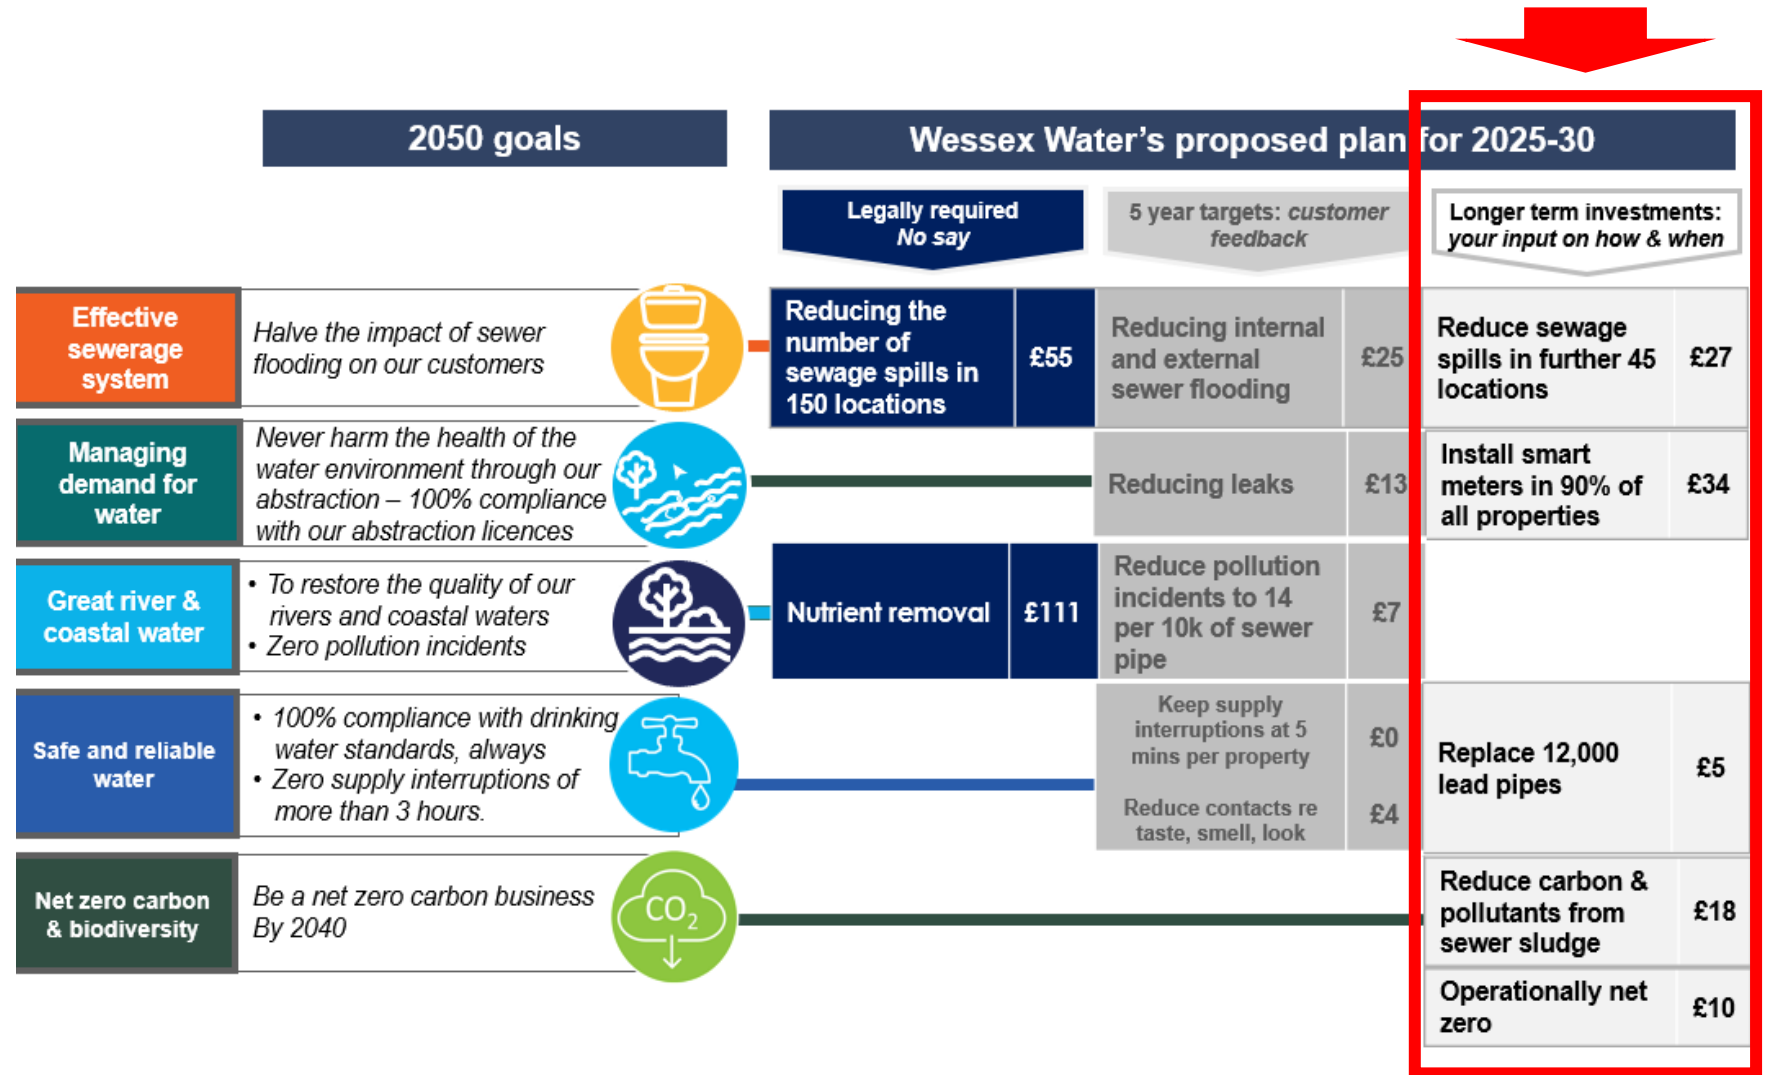 2050 goals
Wessex Water’s proposed plan for 2025-30
Legally required
No say
5 year targets: customer
feedback
Longer term investments:
your input on how & when
Effective
sewerage
system
Halve the impact of sewer
flooding on our customers
Reducing the
number of
sewage spills in
150 locations
£55
Reducing internal
and external
sewer flooding
£25
Reduce sewage
spills in further 45
locations
£27
Managing
demand for
water
Never harm the health of the
water environment through our
abstraction – 100% compliance
with our abstraction licences
Reducing leaks
£13
Install smart
meters in 90% of
all properties
£34
Great river &
coastal water
• To restore the quality of our
rivers and coastal waters
• Zero pollution incidents
Nutrient removal
£111
Reduce pollution
incidents to 14
per 10k of sewer
pipe
£7
Safe and reliable
water
• 100% compliance with drinking
water standards, always
• Zero supply interruptions of
more than 3 hours.
Keep supply
interruptions at 5
mins per property
£0
Reduce contacts re
taste, smell, look
£4
Replace 12,000
lead pipes
£5
Net zero carbon
& biodiversity
Be a net zero carbon business
By 2040
CO2
Reduce carbon &
pollutants from
sewer sludge
£18
Operationally net
zero
£10